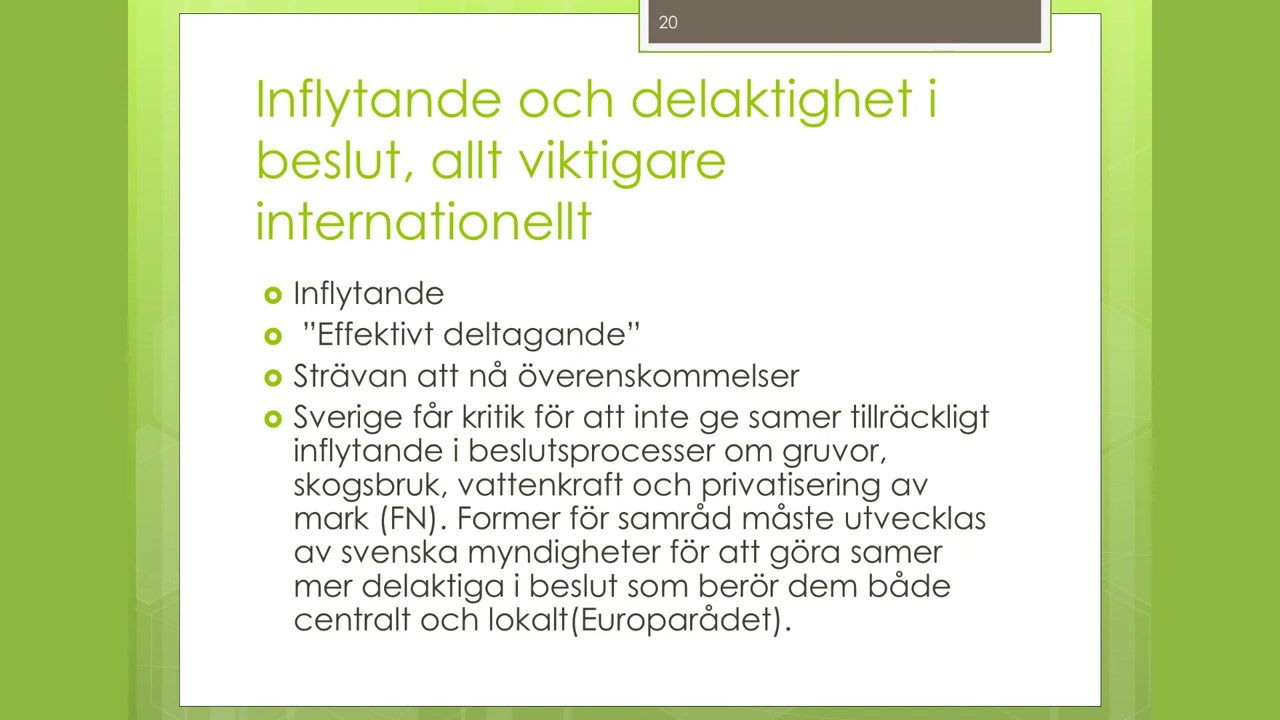 20
Inflytande och delaktighet i
beslut, allt viktigare
internationellt
Inflytande
”Effektivt deltagande”
Strävan att nå överenskommelser
Sverige får kritik för att inte ge samer tillräckligt
inflytande i beslutsprocesser om gruvor,
skogsbruk, vattenkraft och privatisering av
mark (FN). Former för samråd måste utvecklas
av svenska myndigheter för att göra samer
mer delaktiga i beslut som berör dem både
centralt och lokalt(Europarådet).